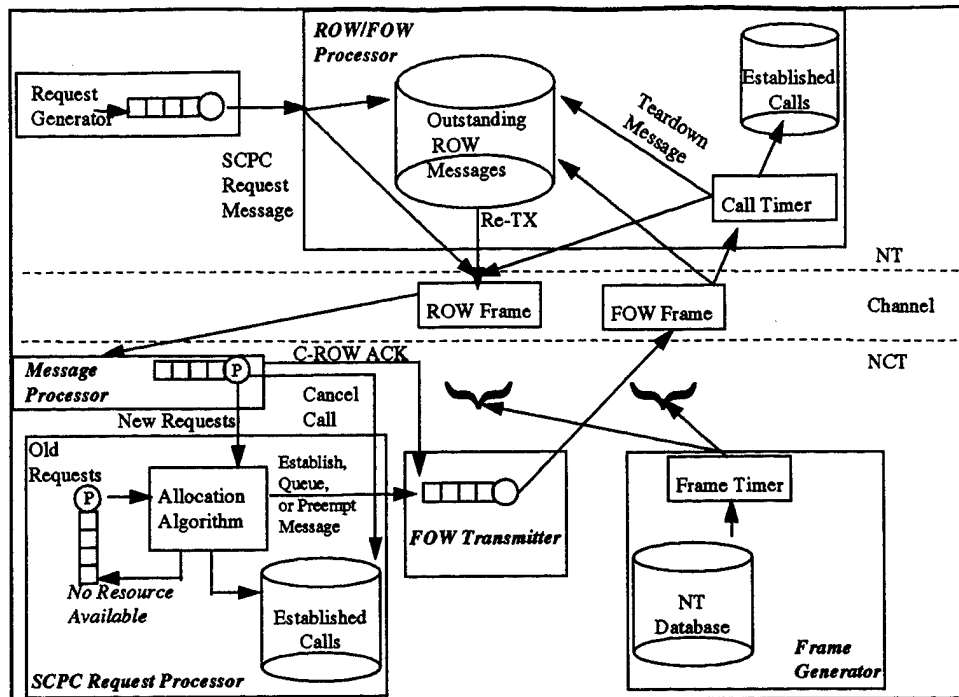 ROW/FOW
Processor
Request
Generator
Outstanding
ROW
Messages
Established
Calls
Teardown
Message
SCPC
Request
Message
Re-TX
Call Timer
NT
ROW Frame
FOW Frame
Channel
NCT
Message
Processor
P
C-ROW ACK
Cancel
Call
New Requests
Old
Requests
P
Allocation
Algorithm
Establish,
Queue,
or Preempt
Message
FOW Transmitter
Frame Timer
No Resource
Available
Established
Calls
NT
Database
Frame
Generator
SCPC Request Processor